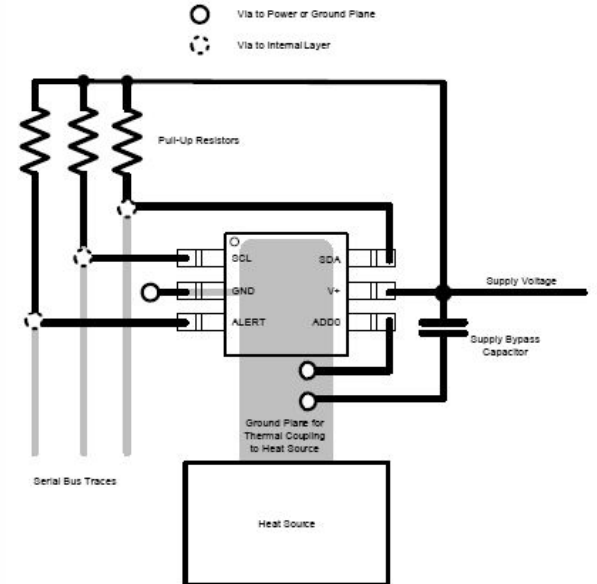 Via to Power or Ground Plane
Via to Internal Layer
Pull-Up Resistors
SCL
SDA
GND
V+
ALERT
ADD0
Supply Voltage
Supply Bypass
Capacitor
Ground Plane for
Thermal Coupling
to Heat Source
Serial Bus Traces
Heat Source